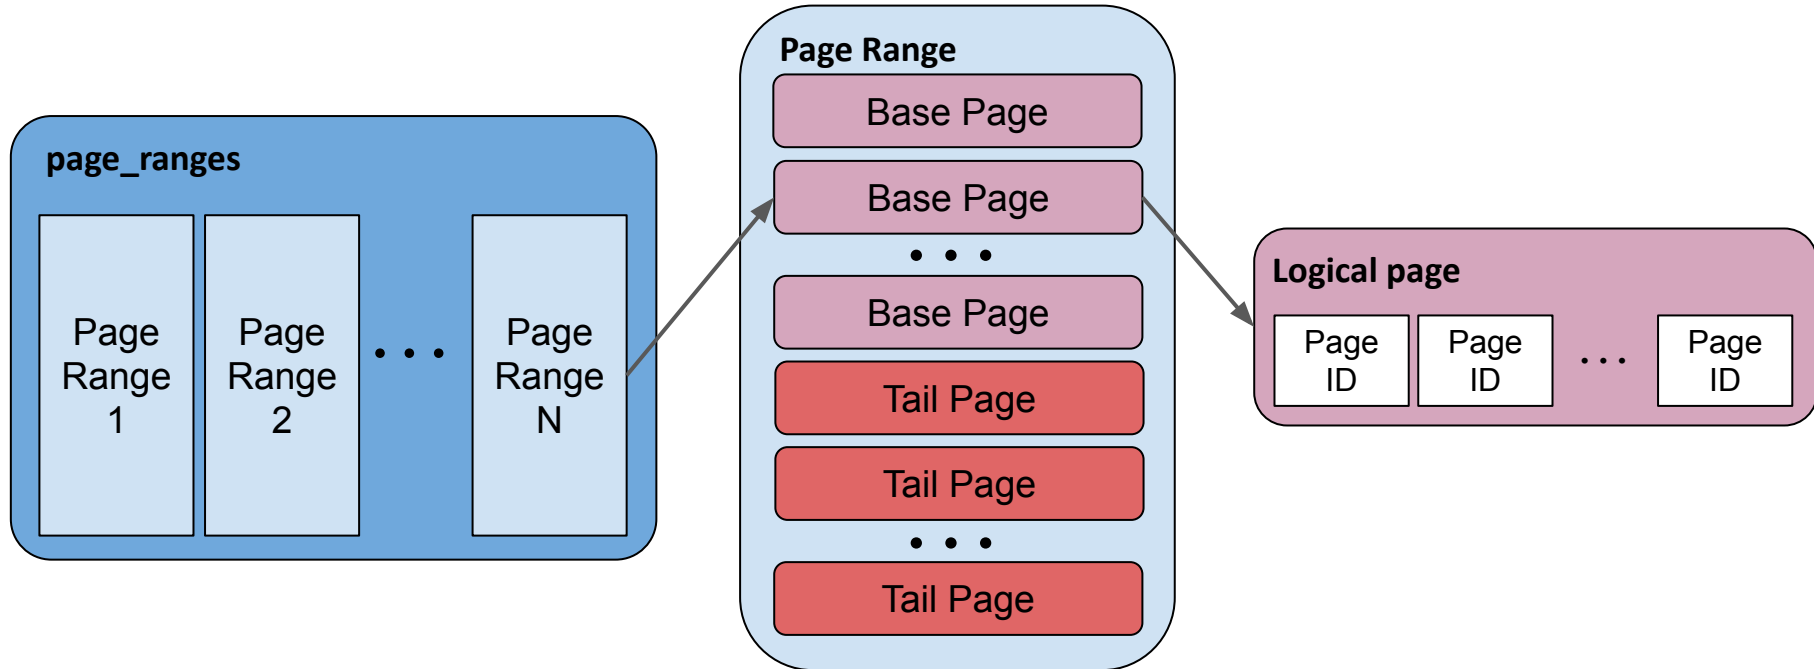 page_ranges
Page
Range
1
Page
Range
2
. . .
Page
Range
N
Page Range
Base Page
Base Page
. . .
Base Page
Tail Page
Tail Page
. . .
Tail Page
Logical page
Page
ID
Page
ID
. . .
Page
ID